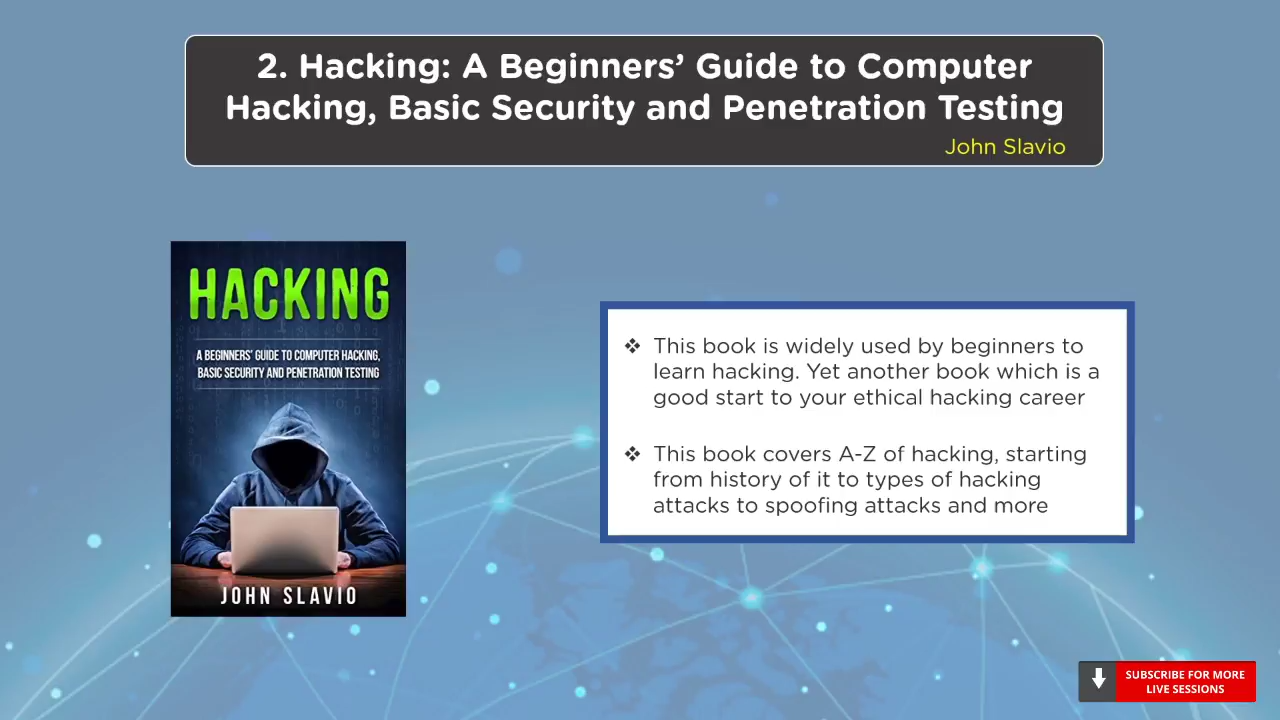 2. Hacking: A Beginners’ Guide to Computer
Hacking, Basic Security and Penetration Testing
John Slavio
HACKING
A BEGINNERS’ GUIDE TO COMPUTER HACKING,
BASIC SECURITY AND PENETRATION TESTING
JOHN SLAVIO
❖ This book is widely used by beginners to
learn hacking. Yet another book which is a
good start to your ethical hacking career
❖ This book covers A-Z of hacking, starting
from history of it to types of hacking
attacks to spoofing attacks and more
SUBSCRIBE FOR MORE
LIVE SESSIONS